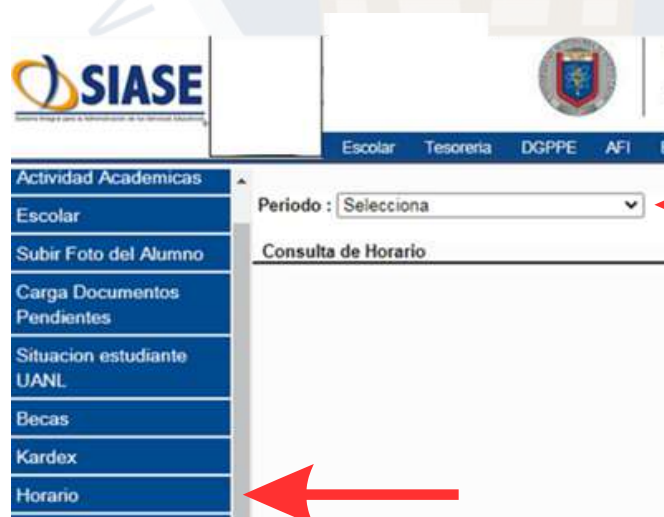 SIASE
Escolar Tesoreria DGPPE AFI
Actividad Academicas
Escolar
Subir Foto del Alumno
Carga Documentos
Pendientes
Situacion estudiante
UANL
Becas
Kardex
Horario
Periodo : Selecciona
Consulta de Horario